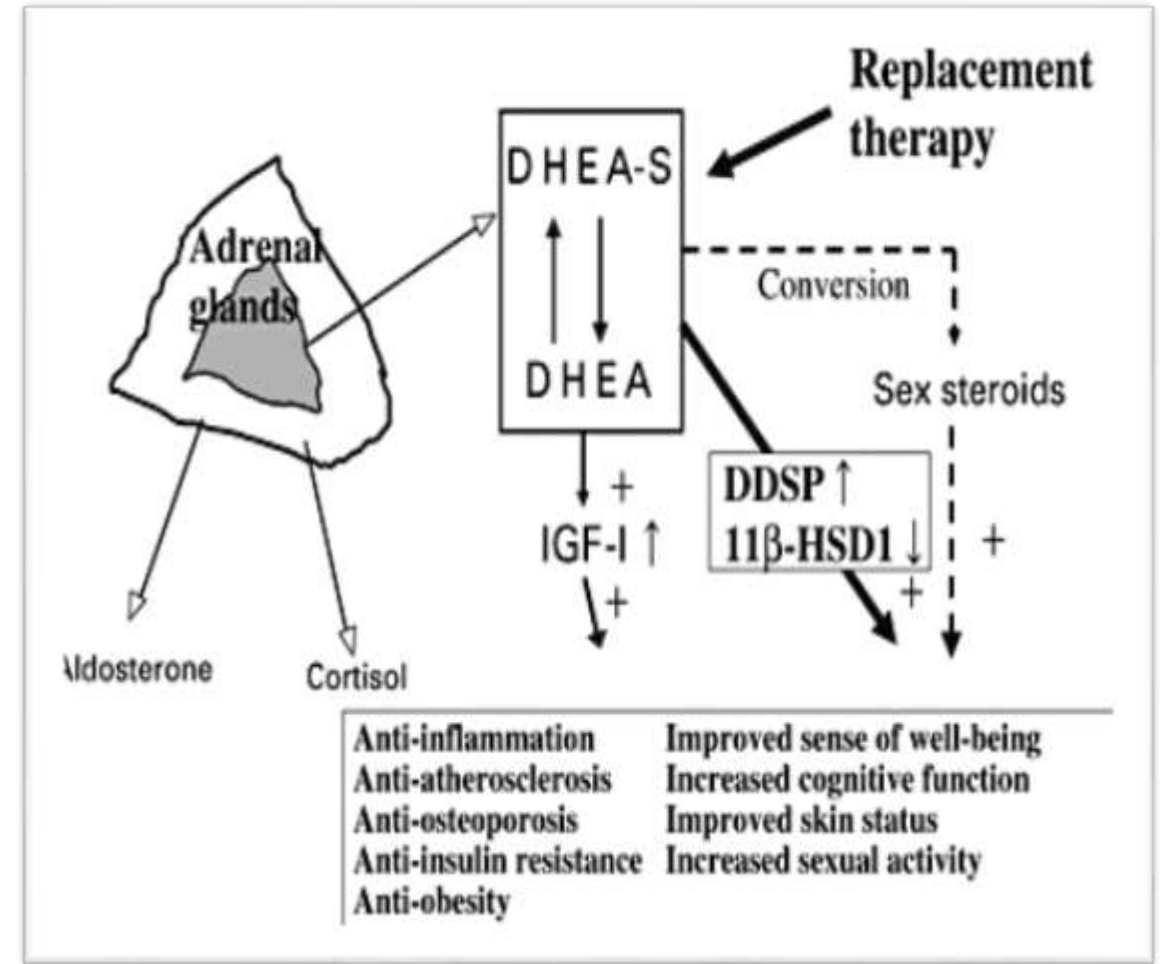 Replacement
therapy
DHEA-S
DHEA
Adrenal
glands
Conversion
Sex steroids
+
IGF-I ↑
+
DDSP ↑
11β-HSD1 ↓
+
+
ldosterone
Cortisol
Anti-inflammation Improved sense of well-being
Anti-atherosclerosis Increased cognitive function
Anti-osteoporosis Improved skin status
Anti-insulin resistance Increased sexual activity
Anti-obesity